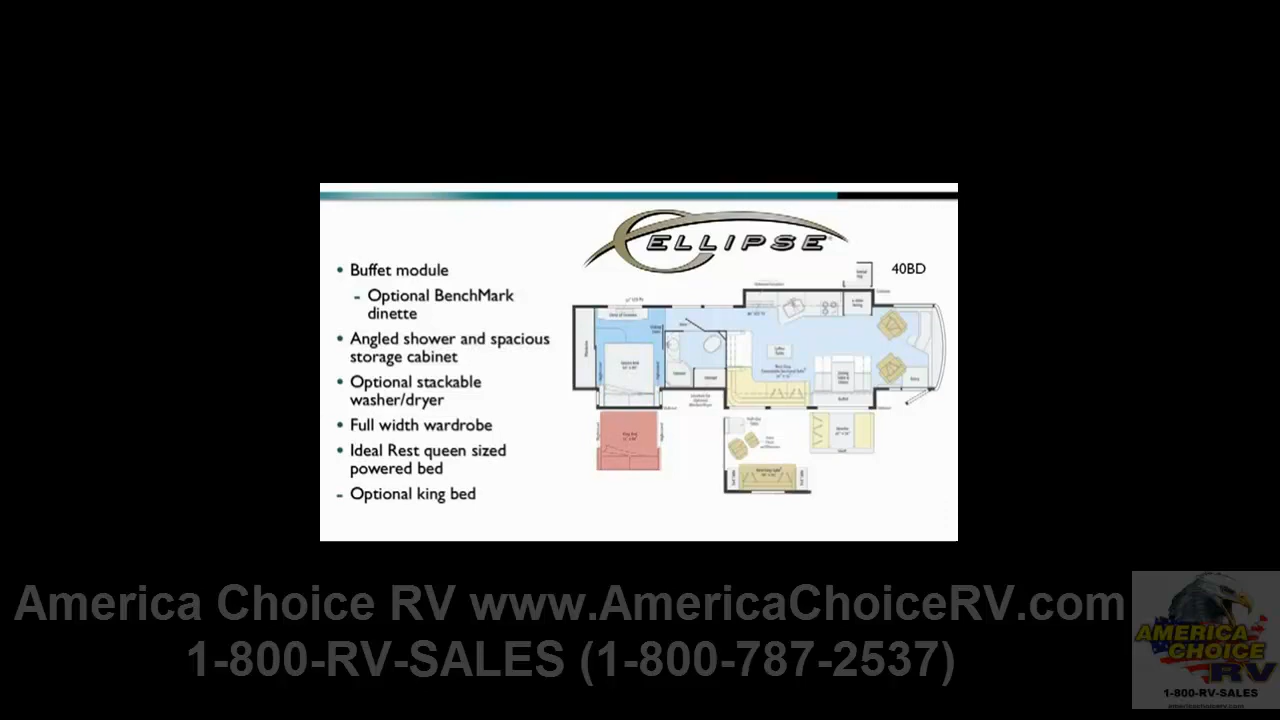 ELLIPSE
40BD
• Buffet module
- Optional BenchMark
dinette
• Angled shower and spacious
storage cabinet
• Optional stackable
washer/dryer
• Full width wardrobe
• Ideal Rest queen sized
powered bed
- Optional king bed
America Choice RV www.AmericaChoiceRV.com
1-800-RV-SALES (1-800-787-2537)
AMERICA
CHOICE
RV
1-800-RV-SALES
americachoicerv.com